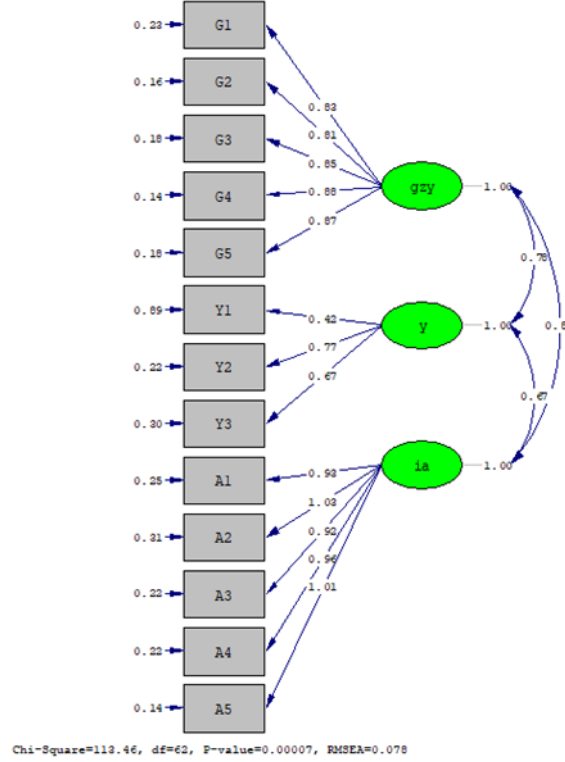 0.23 G1
0.16 G2
0.83
0.81
0.18 G3
0.85
gzy 1.00
0.14 G4
0.88
0.87
0.18 G5
0.78
0.89 Y1
0.42
y 1.00
0.77
0.22 Y2
0.67
0.30 Y3
0.67
ia 1.00
0.25 A1
0.93
1.03
0.31 A2
0.92
0.96
1.01
0.22 A3
0.22 A4
0.14 A5
Chi-Square=113.46, df=62, P-value=0.00007, RMSEA=0.078